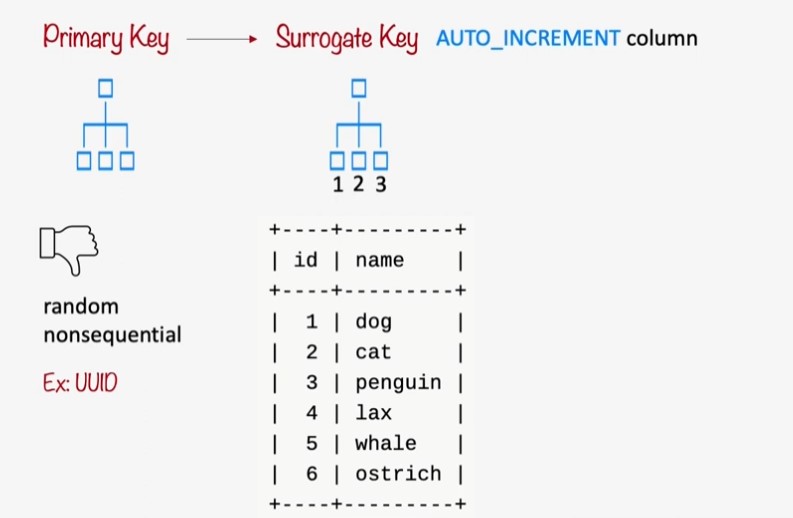 Primary Key → Surrogate Key AUTO_INCREMENT column
1 2 3
random
nonsequential
Ex: UUID
+----+---------+
| id | name    |
+----+---------+
|  1 | dog     |
|  2 | cat     |
|  3 | penguin |
|  4 | lax     |
|  5 | whale   |
|  6 | ostrich |
+----+---------+